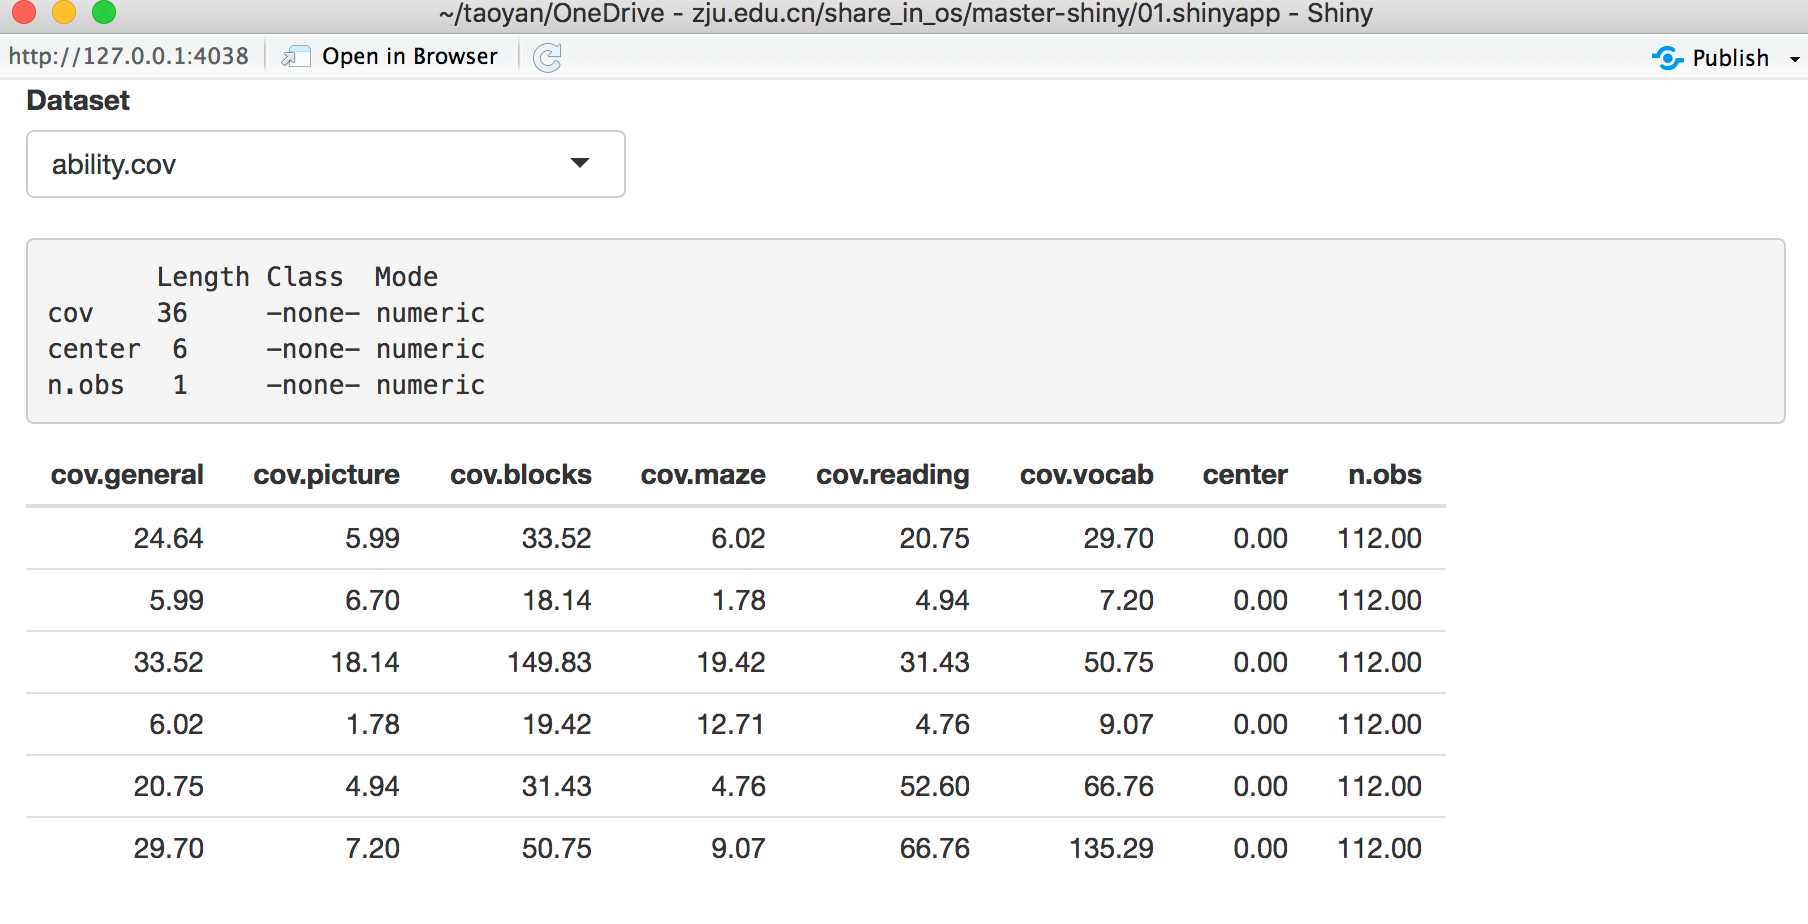 ~/taoyan/OneDrive - zju.edu.cn/share_in_os/master-shiny/01.shinyapp - Shiny
http://127.0.0.1:4038 Open in Browser Publish
Dataset
ability.cov
Length Class Mode
cov 36 -none- numeric
center 6 -none- numeric
n.obs 1 -none- numeric
cov.general cov.picture cov.blocks cov.maze cov.reading cov.vocab center n.obs
24.64 5.99 33.52 6.02 20.75 29.70 0.00 112.00
5.99 6.70 18.14 1.78 4.94 7.20 0.00 112.00
33.52 18.14 149.83 19.42 31.43 50.75 0.00 112.00
6.02 1.78 19.42 12.71 4.76 9.07 0.00 112.00
20.75 4.94 31.43 4.76 52.60 66.76 0.00 112.00
29.70 7.20 50.75 9.07 66.76 135.29 0.00 112.00